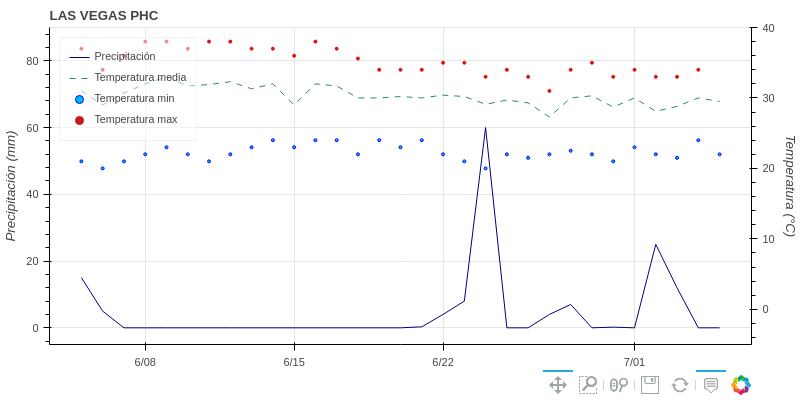 LAS VEGAS PHC
Precipitación
Temperatura media
Temperatura min
Temperatura max
Precipitación (mm)
80
60
40
20
0
40
30
20
10
0
Temperatura (°C)
6/08
6/15
6/22
7/01